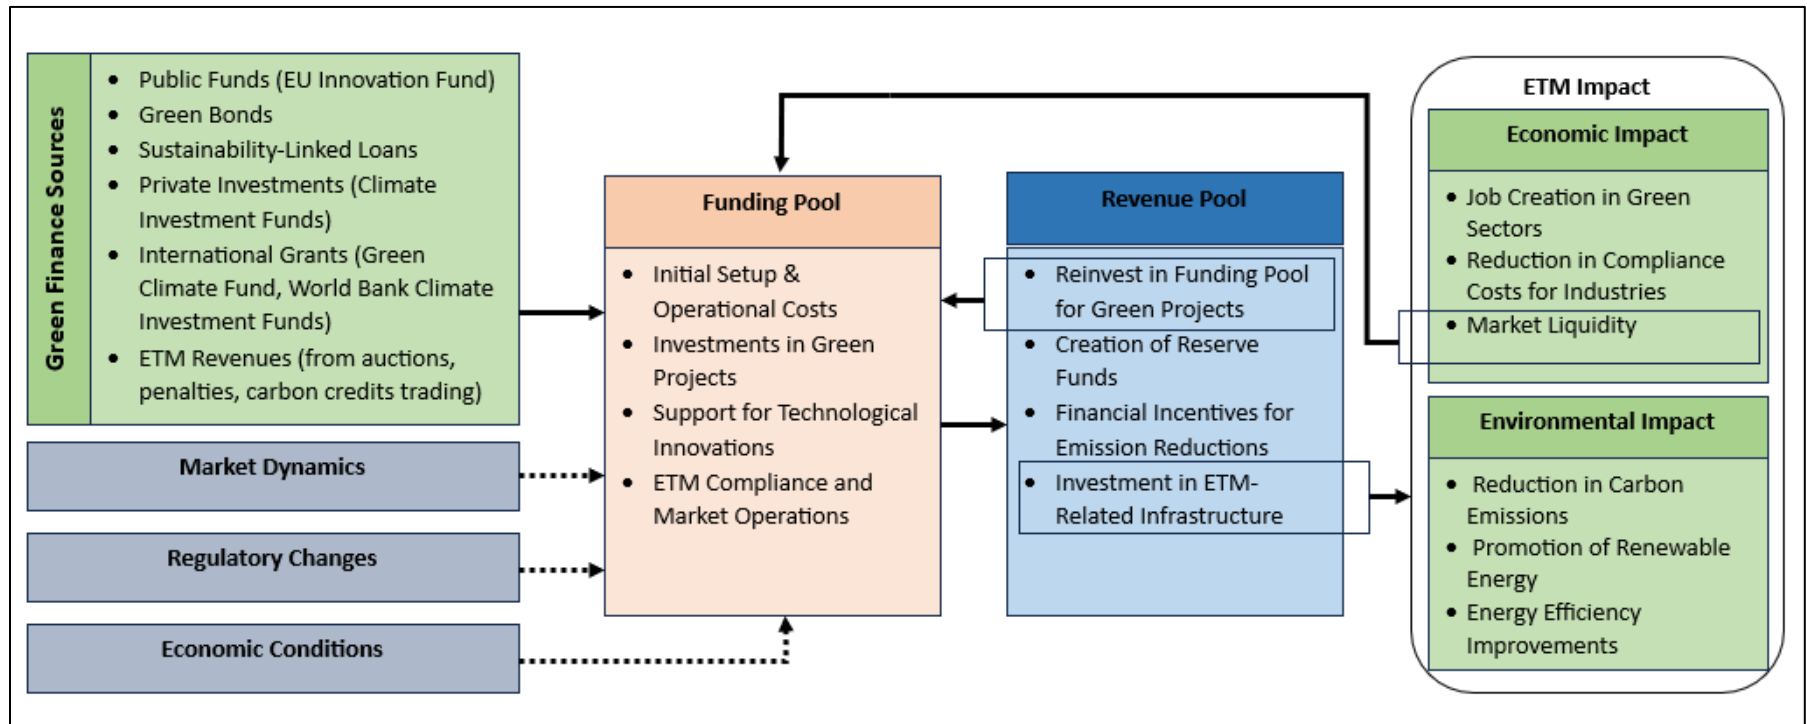 Green Finance Sources
• Public Funds (EU Innovation Fund)
• Green Bonds
• Sustainability-Linked Loans
• Private Investments (Climate
Investment Funds)
• International Grants (Green
Climate Fund, World Bank Climate
Investment Funds)
• ETM Revenues (from auctions,
penalties, carbon credits trading)
Market Dynamics
Regulatory Changes
Economic Conditions
Funding Pool
• Initial Setup &
Operational Costs
• Investments in Green
Projects
• Support for Technological
Innovations
• ETM Compliance and
Market Operations
Revenue Pool
• Reinvest in Funding Pool
for Green Projects
• Creation of Reserve
Funds
• Financial Incentives for
Emission Reductions
• Investment in ETM-
Related Infrastructure
ETM Impact
Economic Impact
• Job Creation in Green
Sectors
• Reduction in Compliance
Costs for Industries
• Market Liquidity
Environmental Impact
• Reduction in Carbon
Emissions
• Promotion of Renewable
Energy
• Energy Efficiency
Improvements